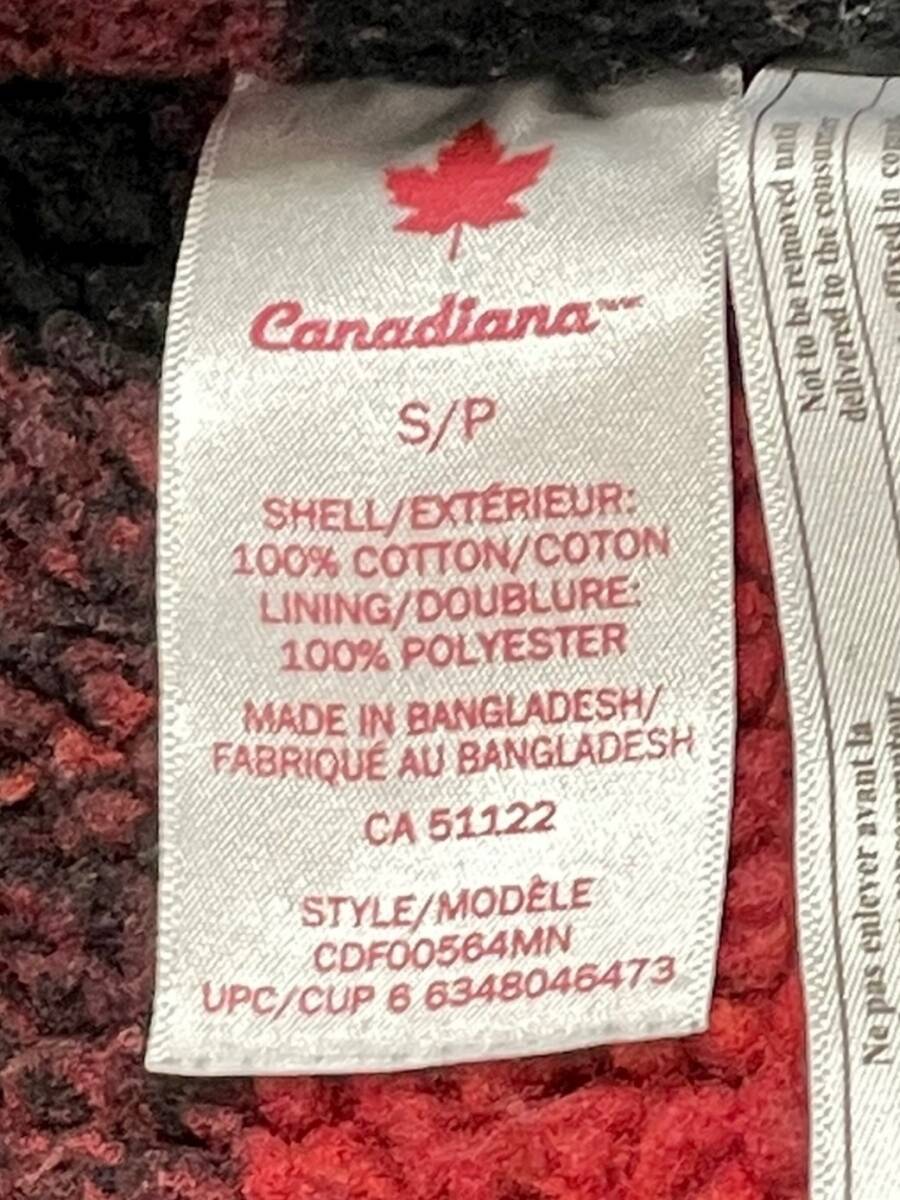 Canadiana
S/P
SHELL/EXTÉRIEUR:
100% COTTON/COTON
LINING/DOUBLURE:
100% POLYESTER
MADE IN BANGLADESH/
FABRIQUÉ AU BANGLADESH
CA 51122
STYLE/MODÈLE
CDF00564MN
UPC/CUP 6 6348046473
Not to be removed until
delivered to the consumer
Ne pas enlever avant la